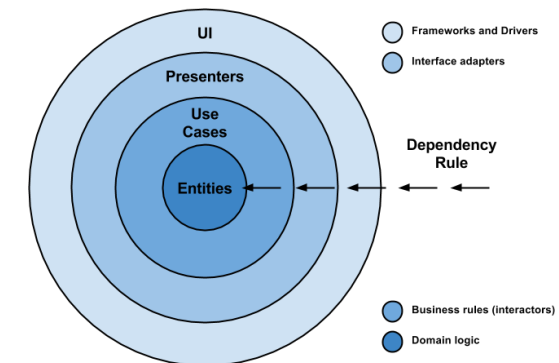 UI
Presenters
Use
Cases
Entities
Frameworks and Drivers
Interface adapters
Dependency
Rule
Business rules (interactors)
Domain logic